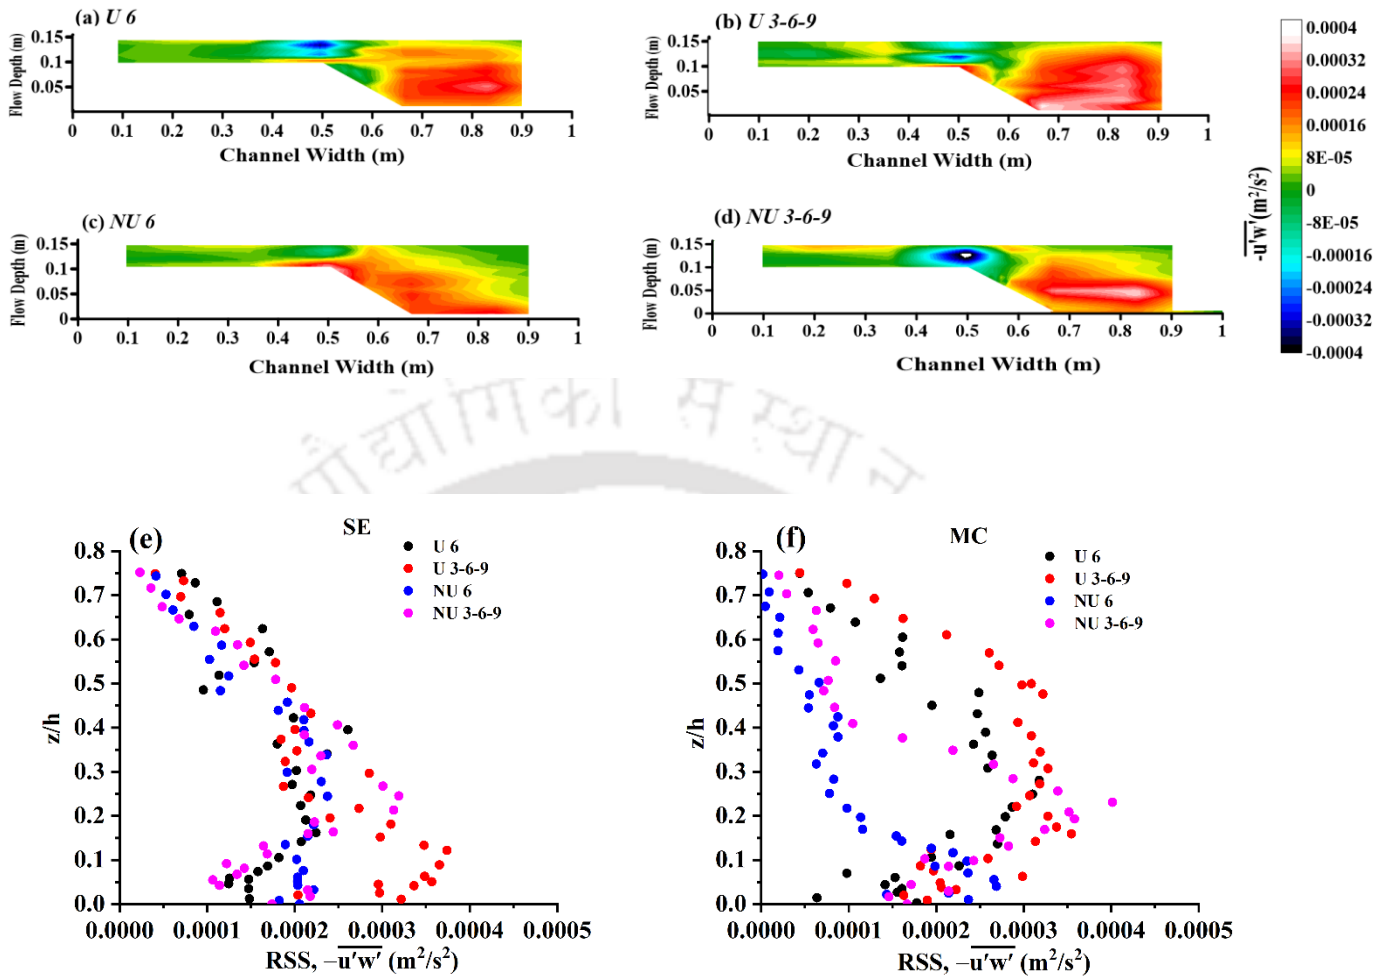 (a) U 6
0.15
0.1
0.05
Flow Depth (m)
0 0.1 0.2 0.3 0.4 0.5 0.6 0.7 0.8 0.9 1
Channel Width (m)
(b) U 3-6-9
0.15
0.1
0.05
Flow Depth (m)
0 0.1 0.2 0.3 0.4 0.5 0.6 0.7 0.8 0.9 1
Channel Width (m)
(c) NU 6
0.15
0.1
0.05
0
Flow Depth (m)
0 0.1 0.2 0.3 0.4 0.5 0.6 0.7 0.8 0.9 1
Channel Width (m)
(d) NU 3-6-9
0.15
0.1
0.05
0
Flow Depth (m)
0 0.1 0.2 0.3 0.4 0.5 0.6 0.7 0.8 0.9 1
Channel Width (m)
0.0004
0.00032
0.00024
0.00016
8E-05
0
-8E-05
-0.00016
-0.00024
-0.00032
-0.0004
-u'w' (m²/s²)
(e)
SE
U 6
U 3-6-9
NU 6
NU 3-6-9
0.8
0.7
0.6
0.5
0.4
0.3
0.2
0.1
0.0
z/h
0.0000 0.0001 0.0002 0.0003 0.0004 0.0005
RSS, −u'w' (m²/s²)
(f)
MC
U 6
U 3-6-9
NU 6
NU 3-6-9
0.8
0.7
0.6
0.5
0.4
0.3
0.2
0.1
0.0
z/h
0.0000 0.0001 0.0002 0.0003 0.0004 0.0005
RSS, −u'w' (m²/s²)